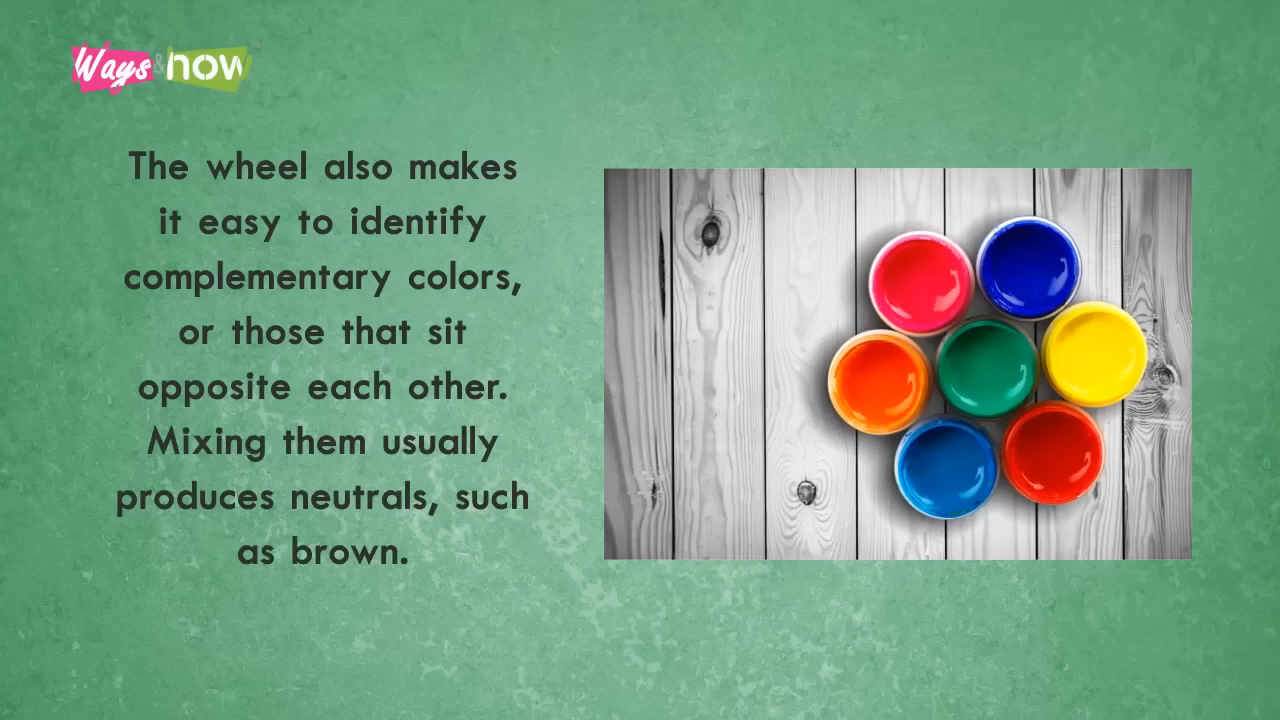 Ways & how
The wheel also makes
it easy to identify
complementary colors,
or those that sit
opposite each other.
Mixing them usually
produces neutrals, such
as brown.